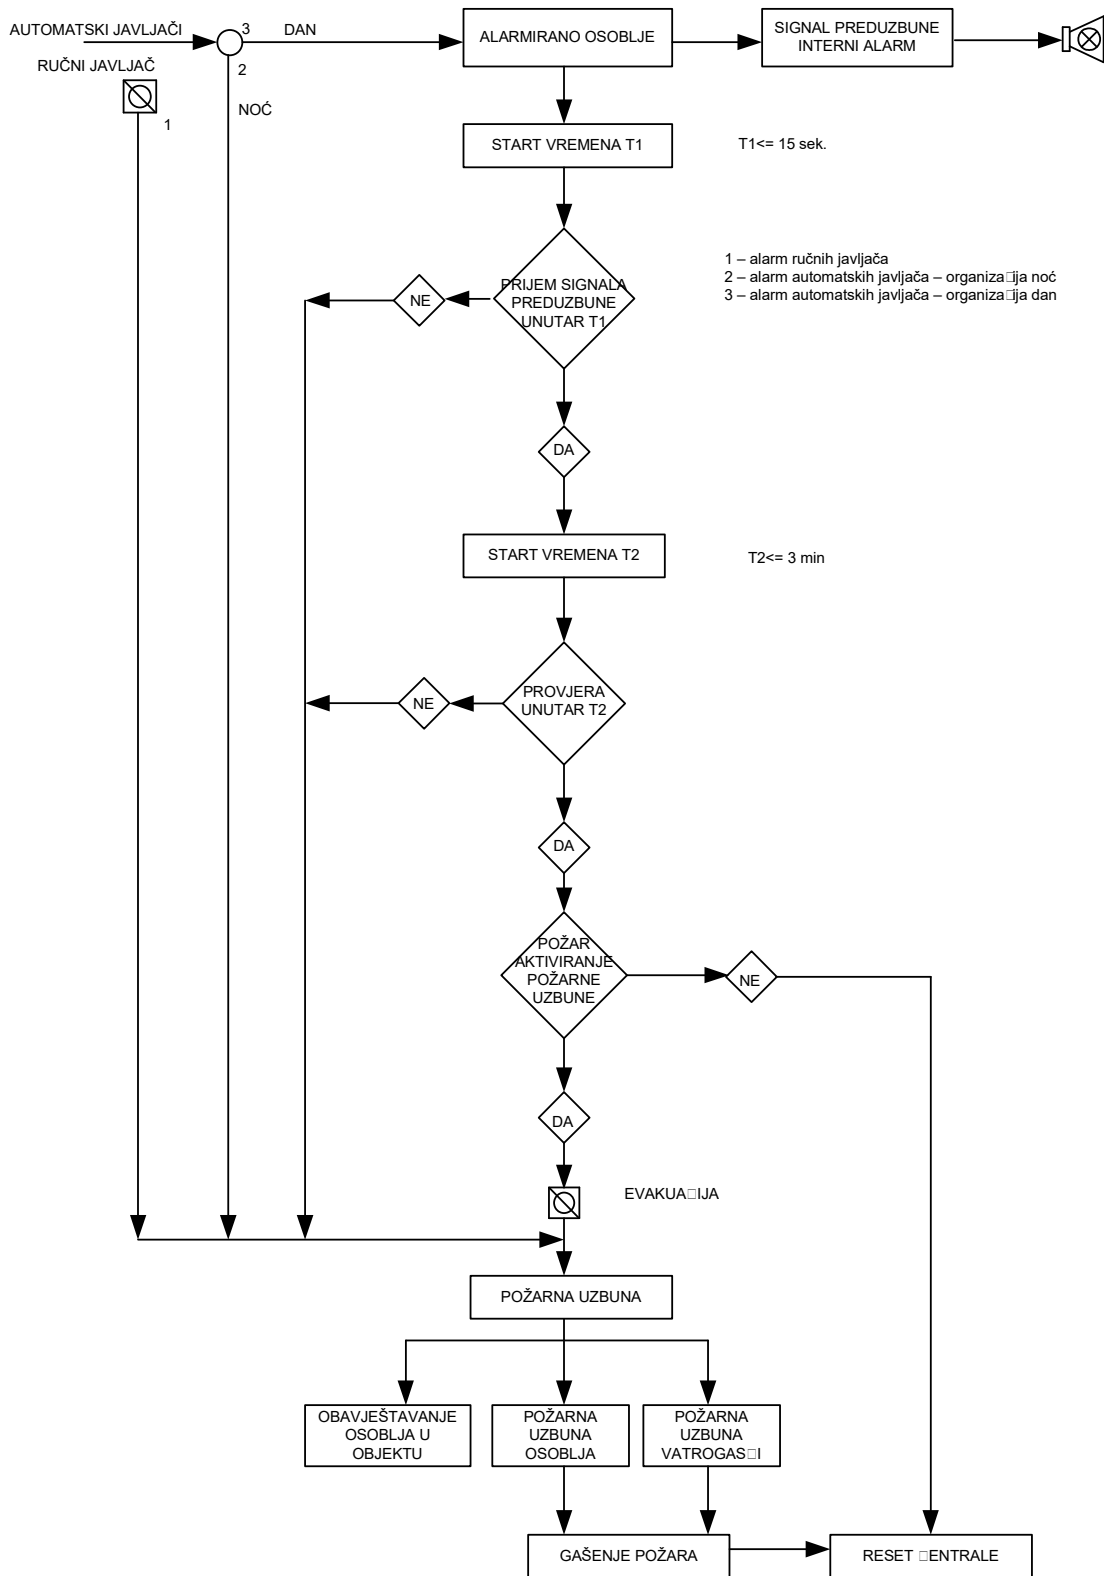 AUTOMATSKI JAVLJAČI
3
DAN
ALARMIRANO OSOBLJE
SIGNAL PREDUZBUNE
INTERNI ALARM
RUČNI JAVLJAČ
2
1
NOĆ
START VREMENA T1
T1<= 15 sek.
1 – alarm ručnih javljača
2 – alarm automatskih javljača – organiza□ija noć
3 – alarm automatskih javljača – organiza□ija dan
PRIJEM SIGNALA
PREDUZBUNE
UNUTAR T1
NE
DA
START VREMENA T2
T2<= 3 min
PROVJERA
UNUTAR T2
NE
DA
POŽAR
AKTIVIRANJE
POŽARNE
UZBUNE
NE
DA
EVAKUA□IJA
POŽARNA UZBUNA
OBAVJEŠTAVANJE
OSOBLJA U
OBJEKTU
POŽARNA
UZBUNA
OSOBLJA
POŽARNA
UZBUNA
VATROGAS□I
GAŠENJE POŽARA
RESET □ENTRALE